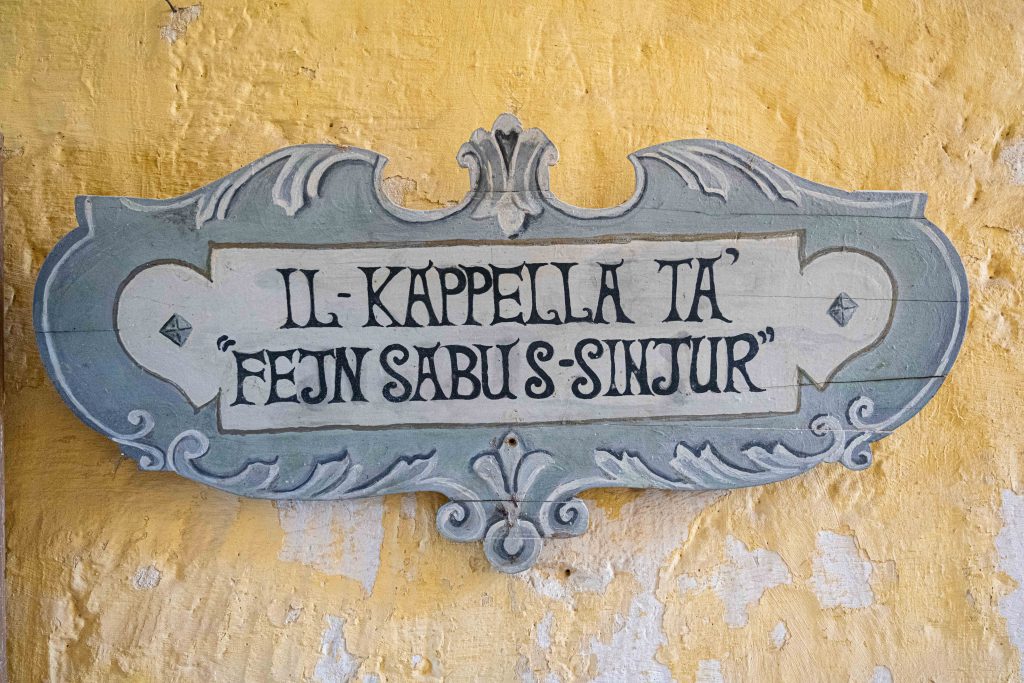 IL-KAPPELLA TA'
"FEJN SABU S-SINJUR"